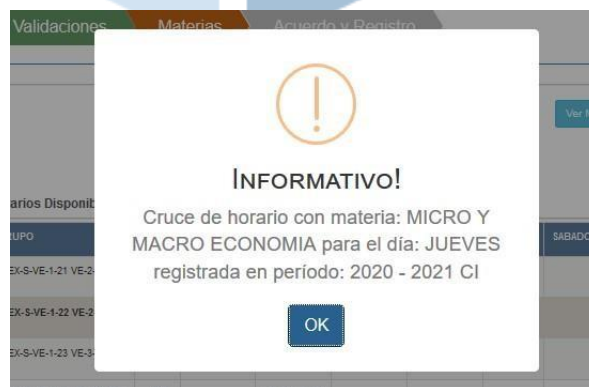 Validaciones
Materias
Acuerdo y Registro
Ver
INFORMATIVO!
Cruce de horario con materia: MICRO Y
MACRO ECONOMIA para el día: JUEVES
registrada en período: 2020 - 2021 CI
OK
arios Disponib
UPO
SABADO
EX-S-VE-1-21 VE-2-
EX-S-VE-1-22 VE-2
EX-S-VE-1-23 VE-3-